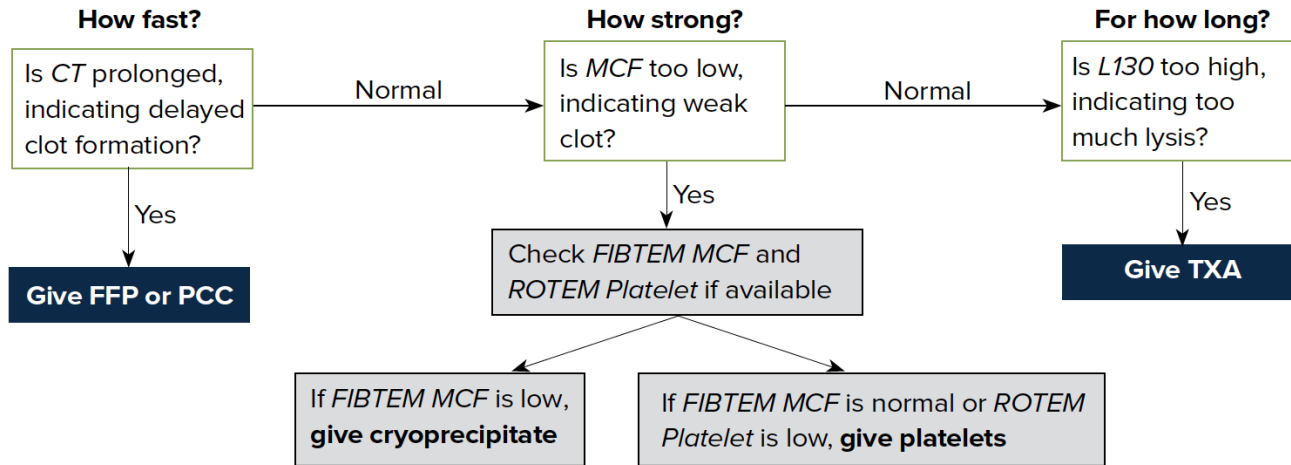 How fast?
Is CT prolonged,
indicating delayed
clot formation?
Normal
Yes
Give FFP or PCC
How strong?
Is MCF too low,
indicating weak
clot?
Normal
Yes
Check FIBTEM MCF and
ROTEM Platelet if available
If FIBTEM MCF is low,
give cryoprecipitate
If FIBTEM MCF is normal or ROTEM
Platelet is low, give platelets
For how long?
Is L130 too high,
indicating too
much lysis?
Yes
Give TXA